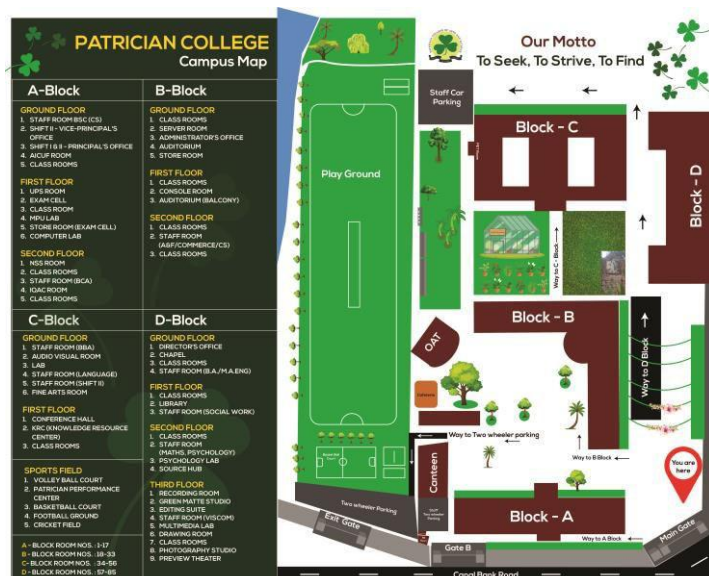 PATRICIAN COLLEGE
Campus Map
A-Block
GROUND FLOOR
1. STAFF ROOM BSC (CS)
2. SHIFT II - VICE-PRINCIPAL'S
OFFICE
3. SHIFT I & II - PRINCIPAL'S OFFICE
4. AICUF ROOM
5. CLASS ROOMS
FIRST FLOOR
1. UPS ROOM
2. EXAM CELL
3. CLASS ROOM
4. MPU LAB
5. STORE ROOM (EXAM CELL)
6. COMPUTER LAB
SECOND FLOOR
1. NSS ROOM
2. CLASS ROOMS
3. STAFF ROOM (BCA)
4. IQAC ROOM
5. CLASS ROOMS
B-Block
GROUND FLOOR
1. CLASS ROOMS
2. SERVER ROOM
3. ADMINISTRATOR'S OFFICE
4. AUDITORIUM
5. STORE ROOM
FIRST FLOOR
1. CLASS ROOMS
2. CONSOLE ROOM
3. AUDITORIUM (BALCONY)
SECOND FLOOR
1. CLASS ROOMS
2. STAFF ROOM
(A&F/COMMERCE/CS)
3. CLASS ROOMS
C-Block
GROUND FLOOR
1. STAFF ROOM (BBA)
2. AUDIO VISUAL ROOM
3. LAB
4. STAFF ROOM (LANGUAGE)
5. STAFF ROOM (SHIFT II)
6. FINE ARTS ROOM
FIRST FLOOR
1. CONFERENCE HALL
2. KRC (KNOWLEDGE RESOURCE
CENTER)
3. CLASS ROOMS
SPORTS FIELD
1. VOLLEY BALL COURT
2. PATRICIAN PERFORMANCE
CENTER
3. BASKETBALL COURT
4. FOOTBALL GROUND
5. CRICKET FIELD
A - BLOCK ROOM NOS. : 1-17
B - BLOCK ROOM NOS. : 18-33
C - BLOCK ROOM NOS. : 34-56
D - BLOCK ROOM NOS. : 57-85
D-Block
GROUND FLOOR
1. DIRECTOR'S OFFICE
2. CHAPEL
3. CLASS ROOMS
4. STAFF ROOM (B.A./M.A.ENG)
FIRST FLOOR
1. CLASS ROOMS
2. LIBRARY
3. STAFF ROOM (SOCIAL WORK)
SECOND FLOOR
1. CLASS ROOMS
2. STAFF ROOM
(MATHS, PSYCHOLOGY)
3. PSYCHOLOGY LAB
4. SOURCE HUB
THIRD FLOOR
1. RECORDING ROOM
2. GREEN MATTE STUDIO
3. EDITING SUITE
4. STAFF ROOM (VISCOM)
5. MULTIMEDIA LAB
6. DRAWING ROOM
7. CLASS ROOMS
8. PHOTOGRAPHY STUDIO
9. PREVIEW THEATER
Our Motto
To Seek, To Strive, To Find
Staff Car
Parking
Block - C
Block - D
Play Ground
Way to C - Block
Block - B
OAT
Cafeteria
Way to D Block
Way to Two wheeler parking
Way to B Block
Canteen
You are
here
Two wheeler Parking
Staff
Two wheeler
Parking
Block - A
Exit Gate
Gate B
Way to A Block
Main Gate
Canal Bank Road